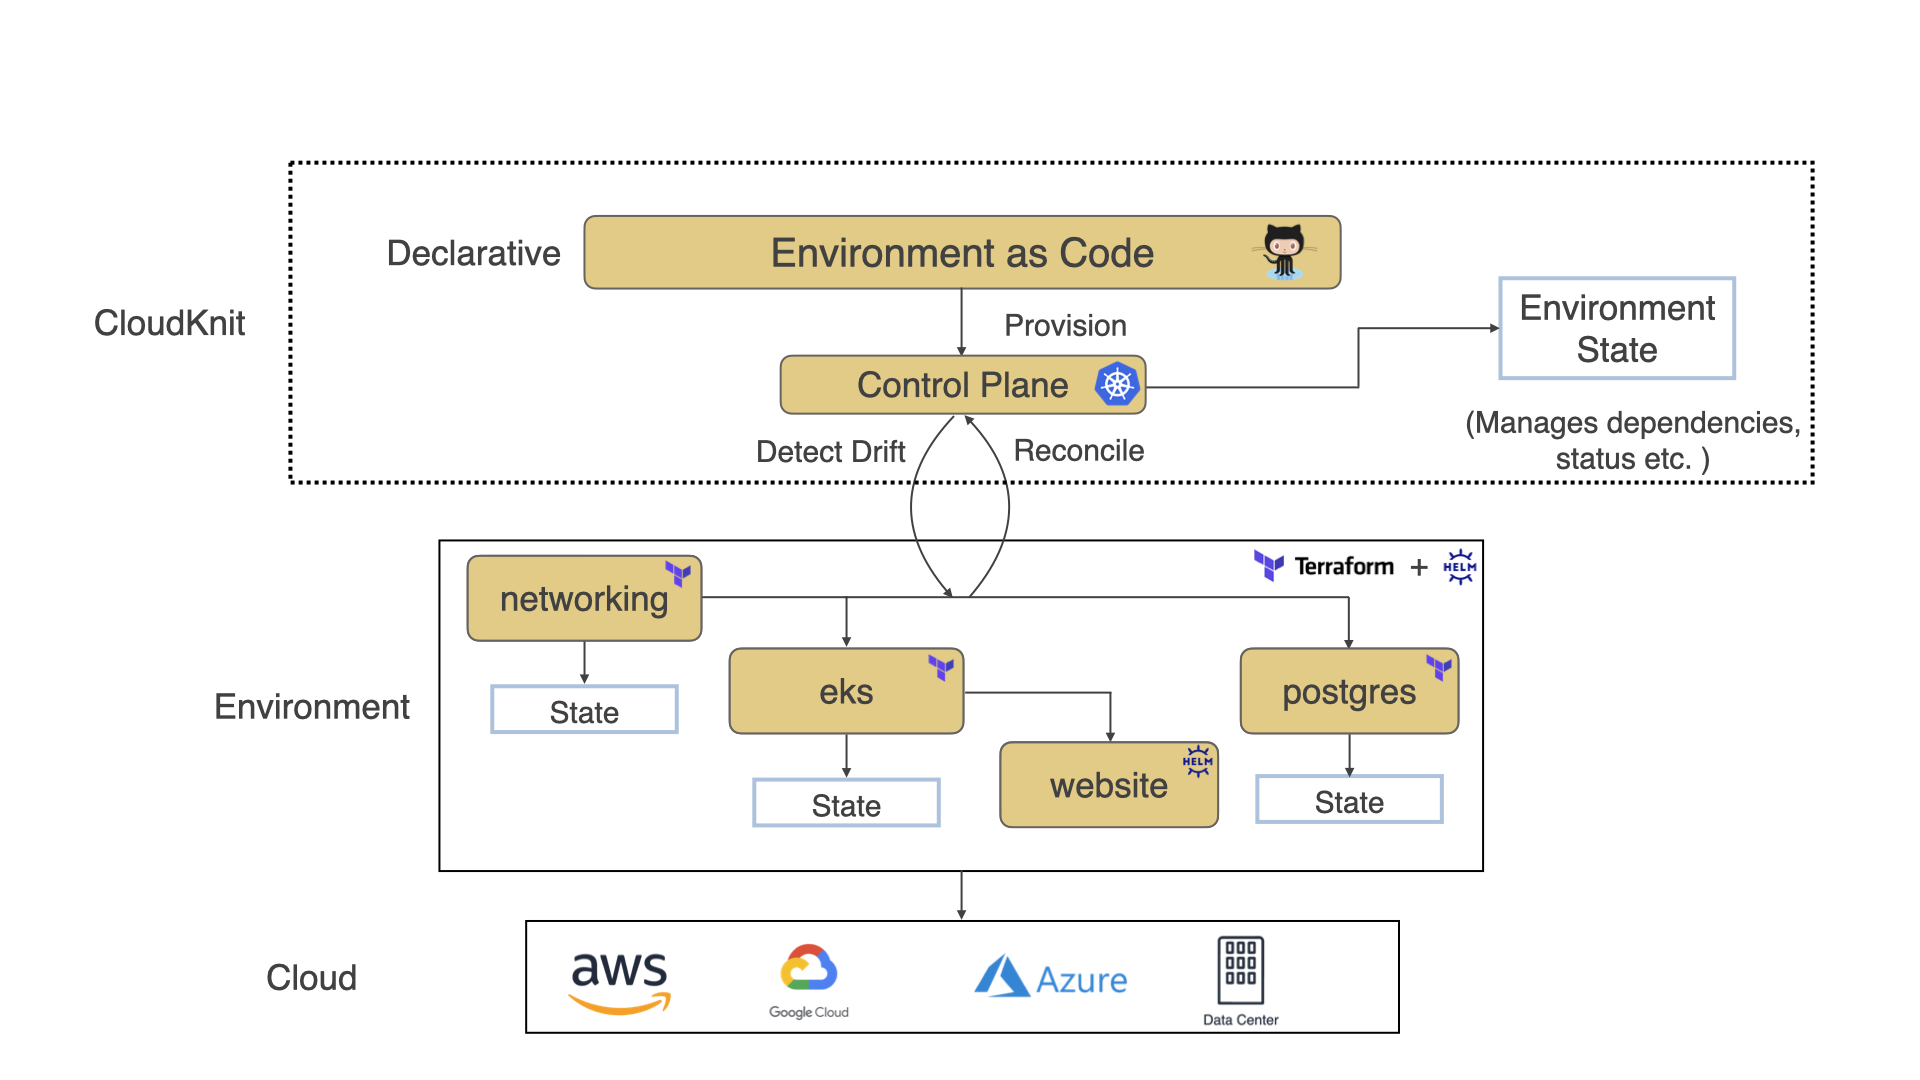 Declarative
Environment as Code
CloudKnit
Provision
Environment
State
Control Plane
(Manages dependencies,
status etc. )
Detect Drift
Reconcile
networking
Terraform + HELM
State
eks
postgres
Environment
State
website
HELM
State
Cloud
aws
Google Cloud
Azure
Data Center